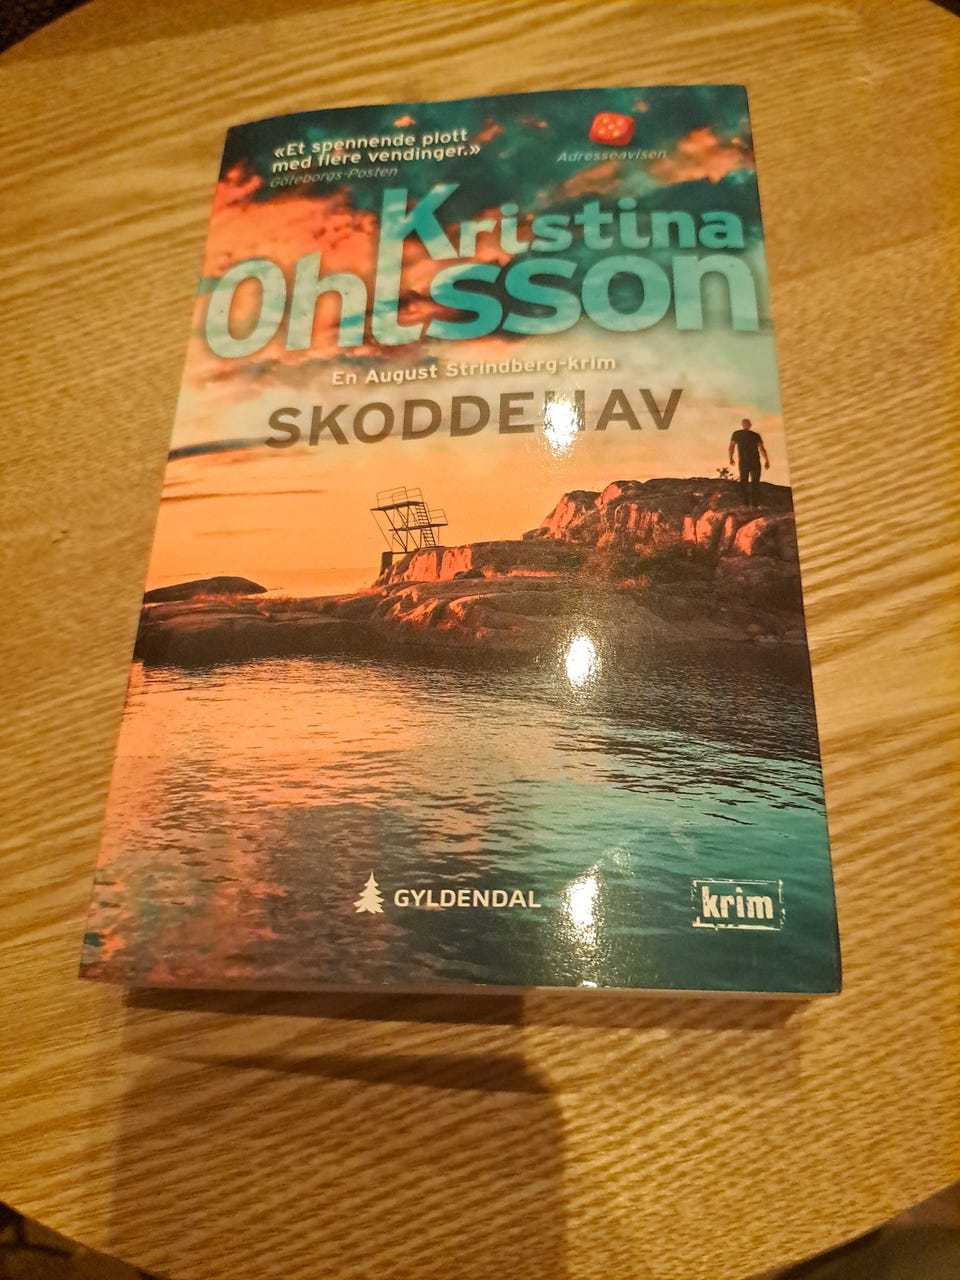 «Et spennende plott
med flere vendinger.»
Göteborgs-Posten
Adresseavisen
Kristina
Ohlsson
En August Strindberg-krim
SKODDEHAV
GYLDENDAL
krim